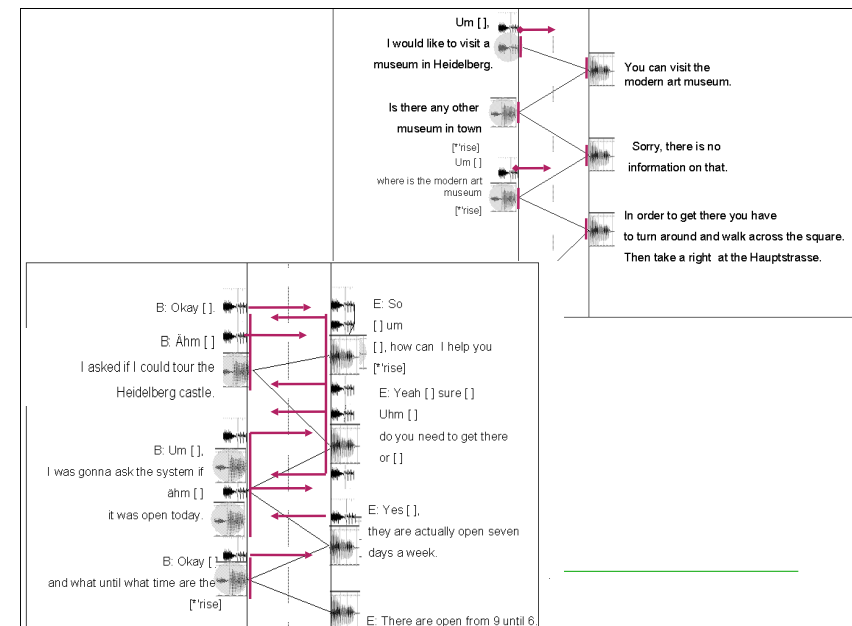 Um [ ],
I would like to visit a
museum in Heidelberg.
You can visit the
modern art museum.
Is there any other
museum in town
[*'rise]
Sorry, there is no
information on that.
Um [ ]
where is the modern art
museum
[*'rise]
In order to get there you have
to turn around and walk across the square.
Then take a right at the Hauptstrasse.
B: Okay [ ].
B: Ähm [ ]
I asked if I could tour the
Heidelberg castle.
E: So
[ ] um
[ ], how can I help you
[*'rise]
E: Yeah [ ] sure [ ]
Uhm [ ]
do you need to get there
or [ ]
B: Um [ ],
I was gonna ask the system if
ähm [ ]
it was open today.
E: Yes [ ],
they are actually open seven
days a week.
B: Okay [ ]
and what until what time are the
[*'rise]
E: There are open from 9 until 6.